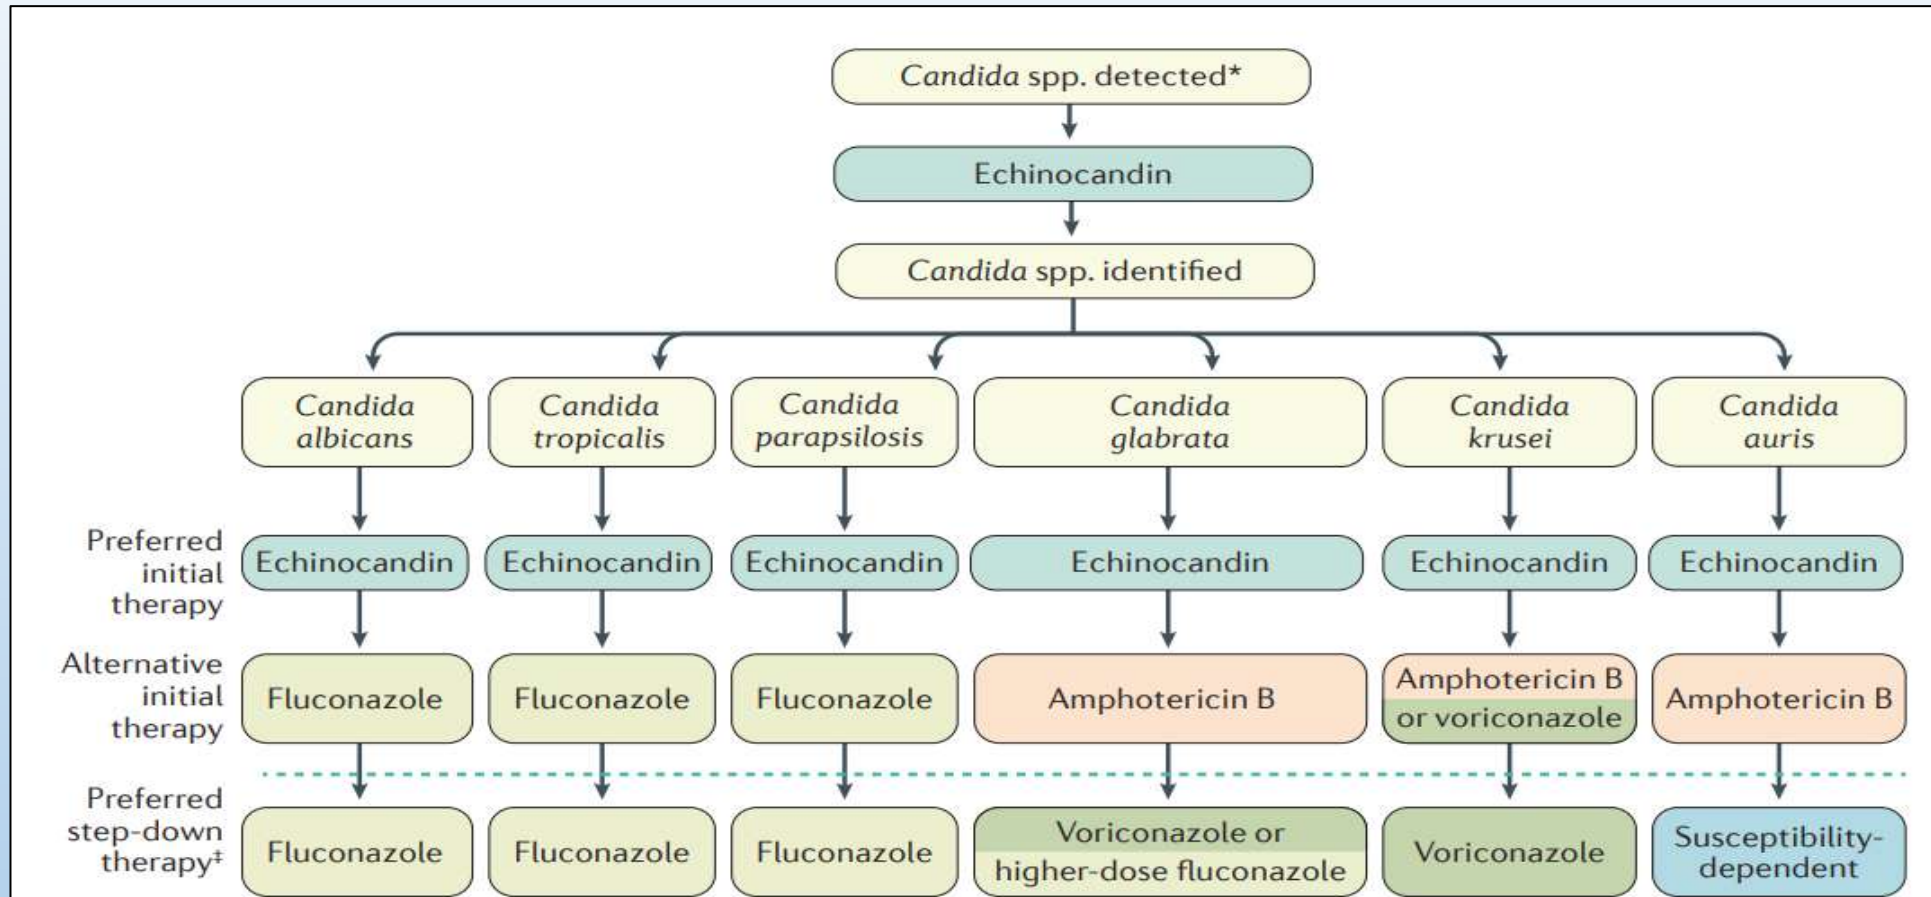 Candida spp. detected*
Echinocandin
Candida spp. identified
Candida
albicans
Candida
tropicalis
Candida
parapsilosis
Candida
glabrata
Candida
krusei
Candida
auris
Preferred
initial
therapy
Echinocandin
Echinocandin
Echinocandin
Echinocandin
Echinocandin
Echinocandin
Alternative
initial
therapy
Fluconazole
Fluconazole
Fluconazole
Amphotericin B
Amphotericin B
or voriconazole
Amphotericin B
Preferred
step-down
therapy‡
Fluconazole
Fluconazole
Fluconazole
Voriconazole or
higher-dose fluconazole
Voriconazole
Susceptibility-
dependent